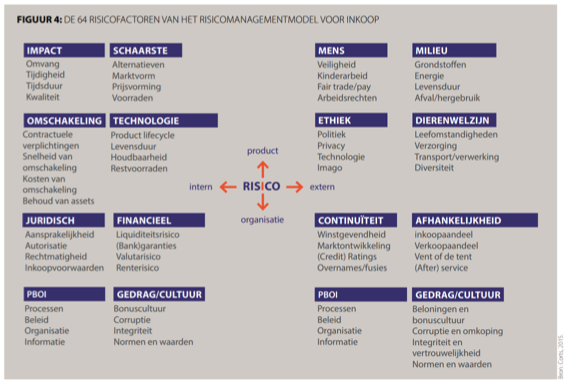 FIGUUR 4: DE 64 RISICOFACTOREN VAN HET RISICOMANAGEMENTMODEL VOOR INKOOP
IMPACT
Omvang
Tijdigheid
Tijdsduur
Kwaliteit
SCHAARSTE
Alternatieven
Marktvorm
Prijsvorming
Voorraden
MENS
Veiligheid
Kinderarbeid
Fair trade/pay
Arbeidsrechten
MILIEU
Grondstoffen
Energie
Levensduur
Afval/hergebruik
OMSCHAKELING
Contractuele
verplichtingen
Snelheid van
omschakeling
Kosten van
omschakeling
Behoud van assets
TECHNOLOGIE
Product lifecycle
Levensduur
Houdbaarheid
Restvoorraden
ETHIEK
Politiek
Privacy
Technologie
Imago
DIERENWELZIJN
Leefomstandigheden
Verzorging
Transport/verwerking
Diversiteit
product
intern
RISICO
extern
organisatie
JURIDISCH
Aansprakelijkheid
Autorisatie
Rechtmatigheid
Inkoopvoorwaarden
FINANCIEEL
Liquiditeitsrisico
(Bank)garanties
Valutarisico
Renterisico
CONTINUÏTEIT
Winstgevendheid
Marktontwikkeling
(Credit) Ratings
Overnames/fusies
AFHANKELIJKHEID
inkoopaandeel
Verkoopaandeel
Vent of de tent
(After) service
PBOI
Processen
Beleid
Organisatie
Informatie
GEDRAG/CULTUUR
Bonuscultuur
Corruptie
Integriteit
Normen en waarden
PBOI
Processen
Beleid
Organisatie
Informatie
GEDRAG/CULTUUR
Beloningen en
bonuscultuur
Corruptie en omkoping
Integriteit en
vertrouwelijkheid
Normen en waarden